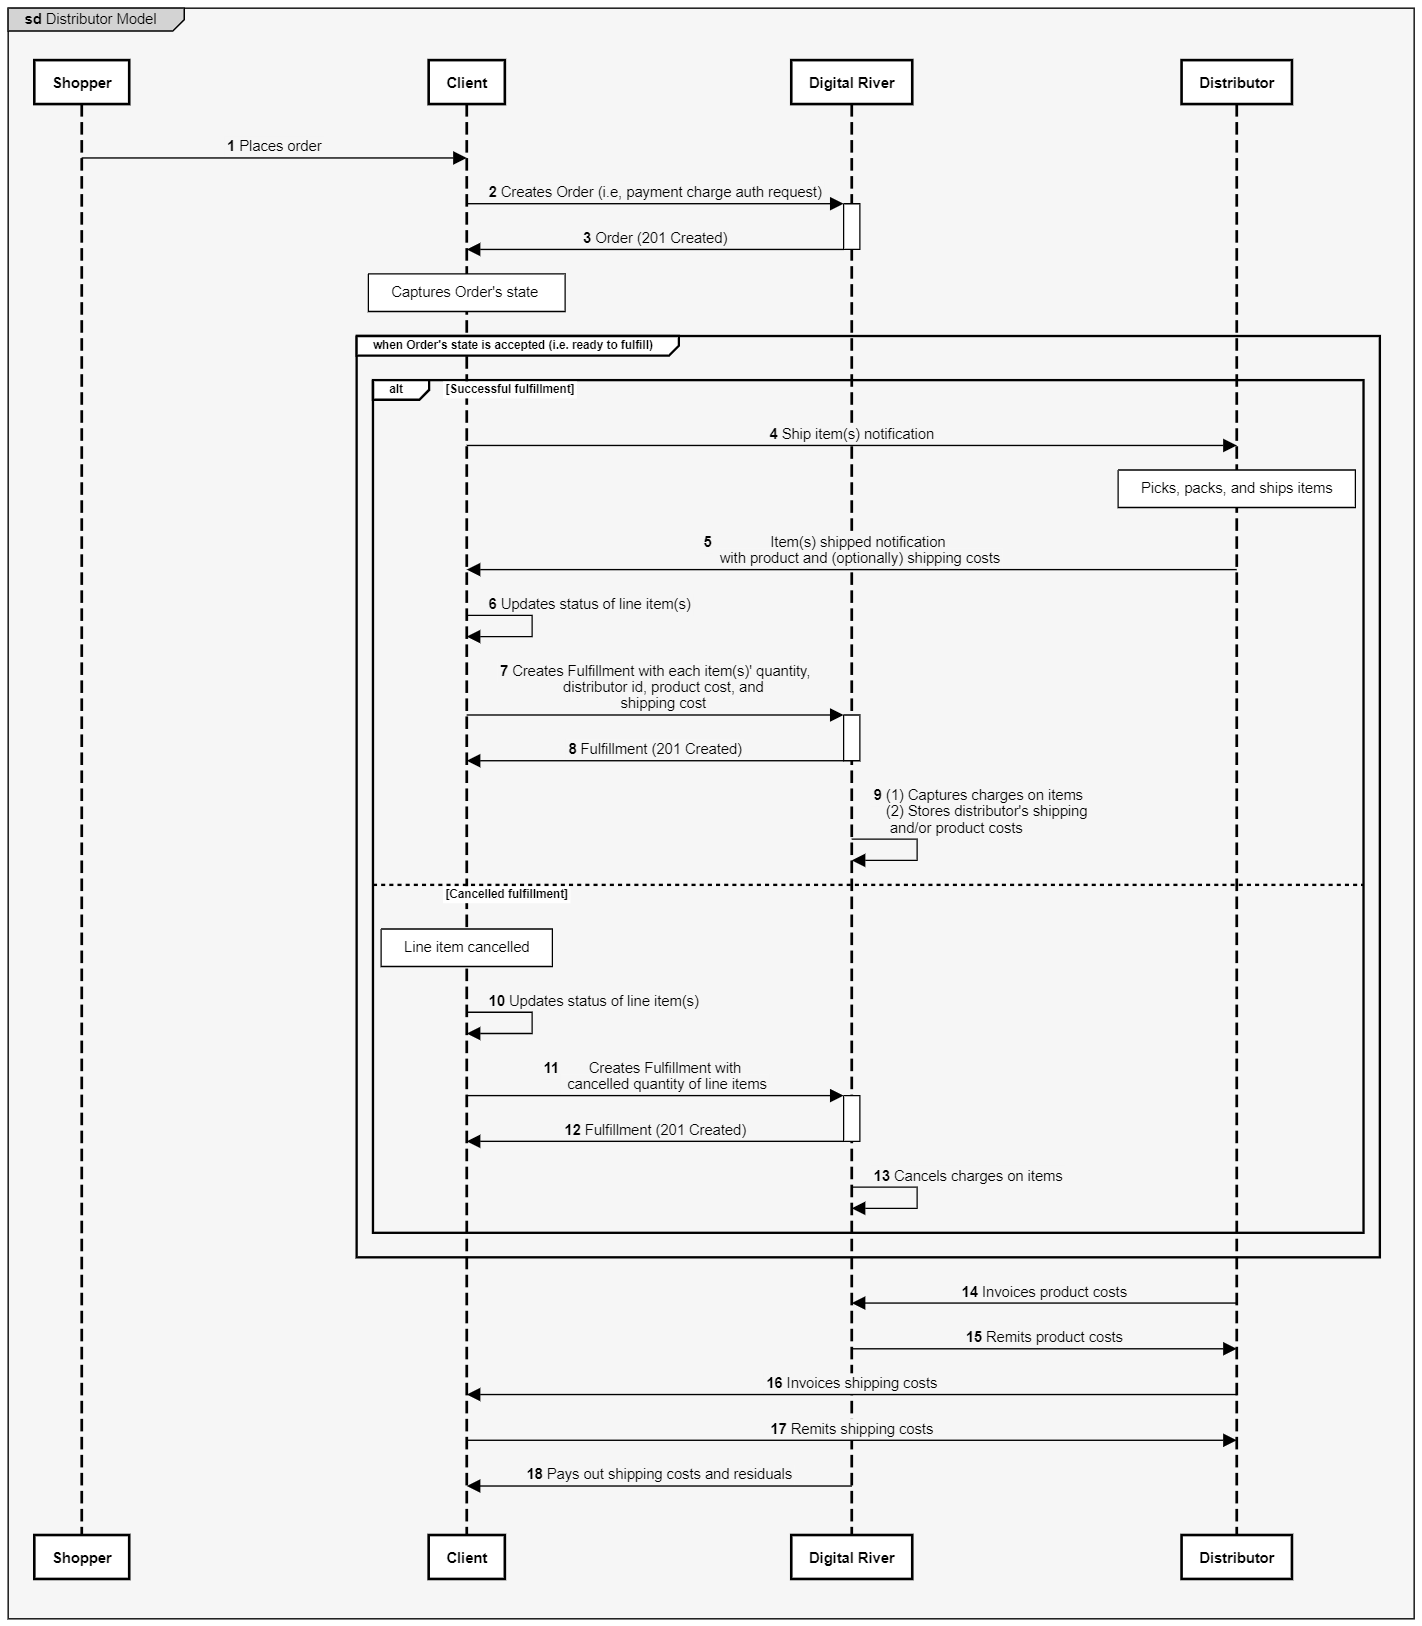 sd Distributor Model
Shopper
Client
Digital River
Distributor
1 Places order
2 Creates Order (i.e, payment charge auth request)
3 Order (201 Created)
Captures Order's state
when Order's state is accepted (i.e. ready to fulfill)
alt
[Successful fulfillment]
4 Ship item(s) notification
Picks, packs, and ships items
5 Item(s) shipped notification
with product and (optionally) shipping costs
6 Updates status of line item(s)
7 Creates Fulfillment with each item(s)' quantity,
distributor id, product cost, and
shipping cost
8 Fulfillment (201 Created)
9 (1) Captures charges on items
(2) Stores distributor's shipping
and/or product costs
[Cancelled fulfillment]
Line item cancelled
10 Updates status of line item(s)
11 Creates Fulfillment with
cancelled quantity of line items
12 Fulfillment (201 Created)
13 Cancels charges on items
14 Invoices product costs
15 Remits product costs
16 Invoices shipping costs
17 Remits shipping costs
18 Pays out shipping costs and residuals
Shopper
Client
Digital River
Distributor